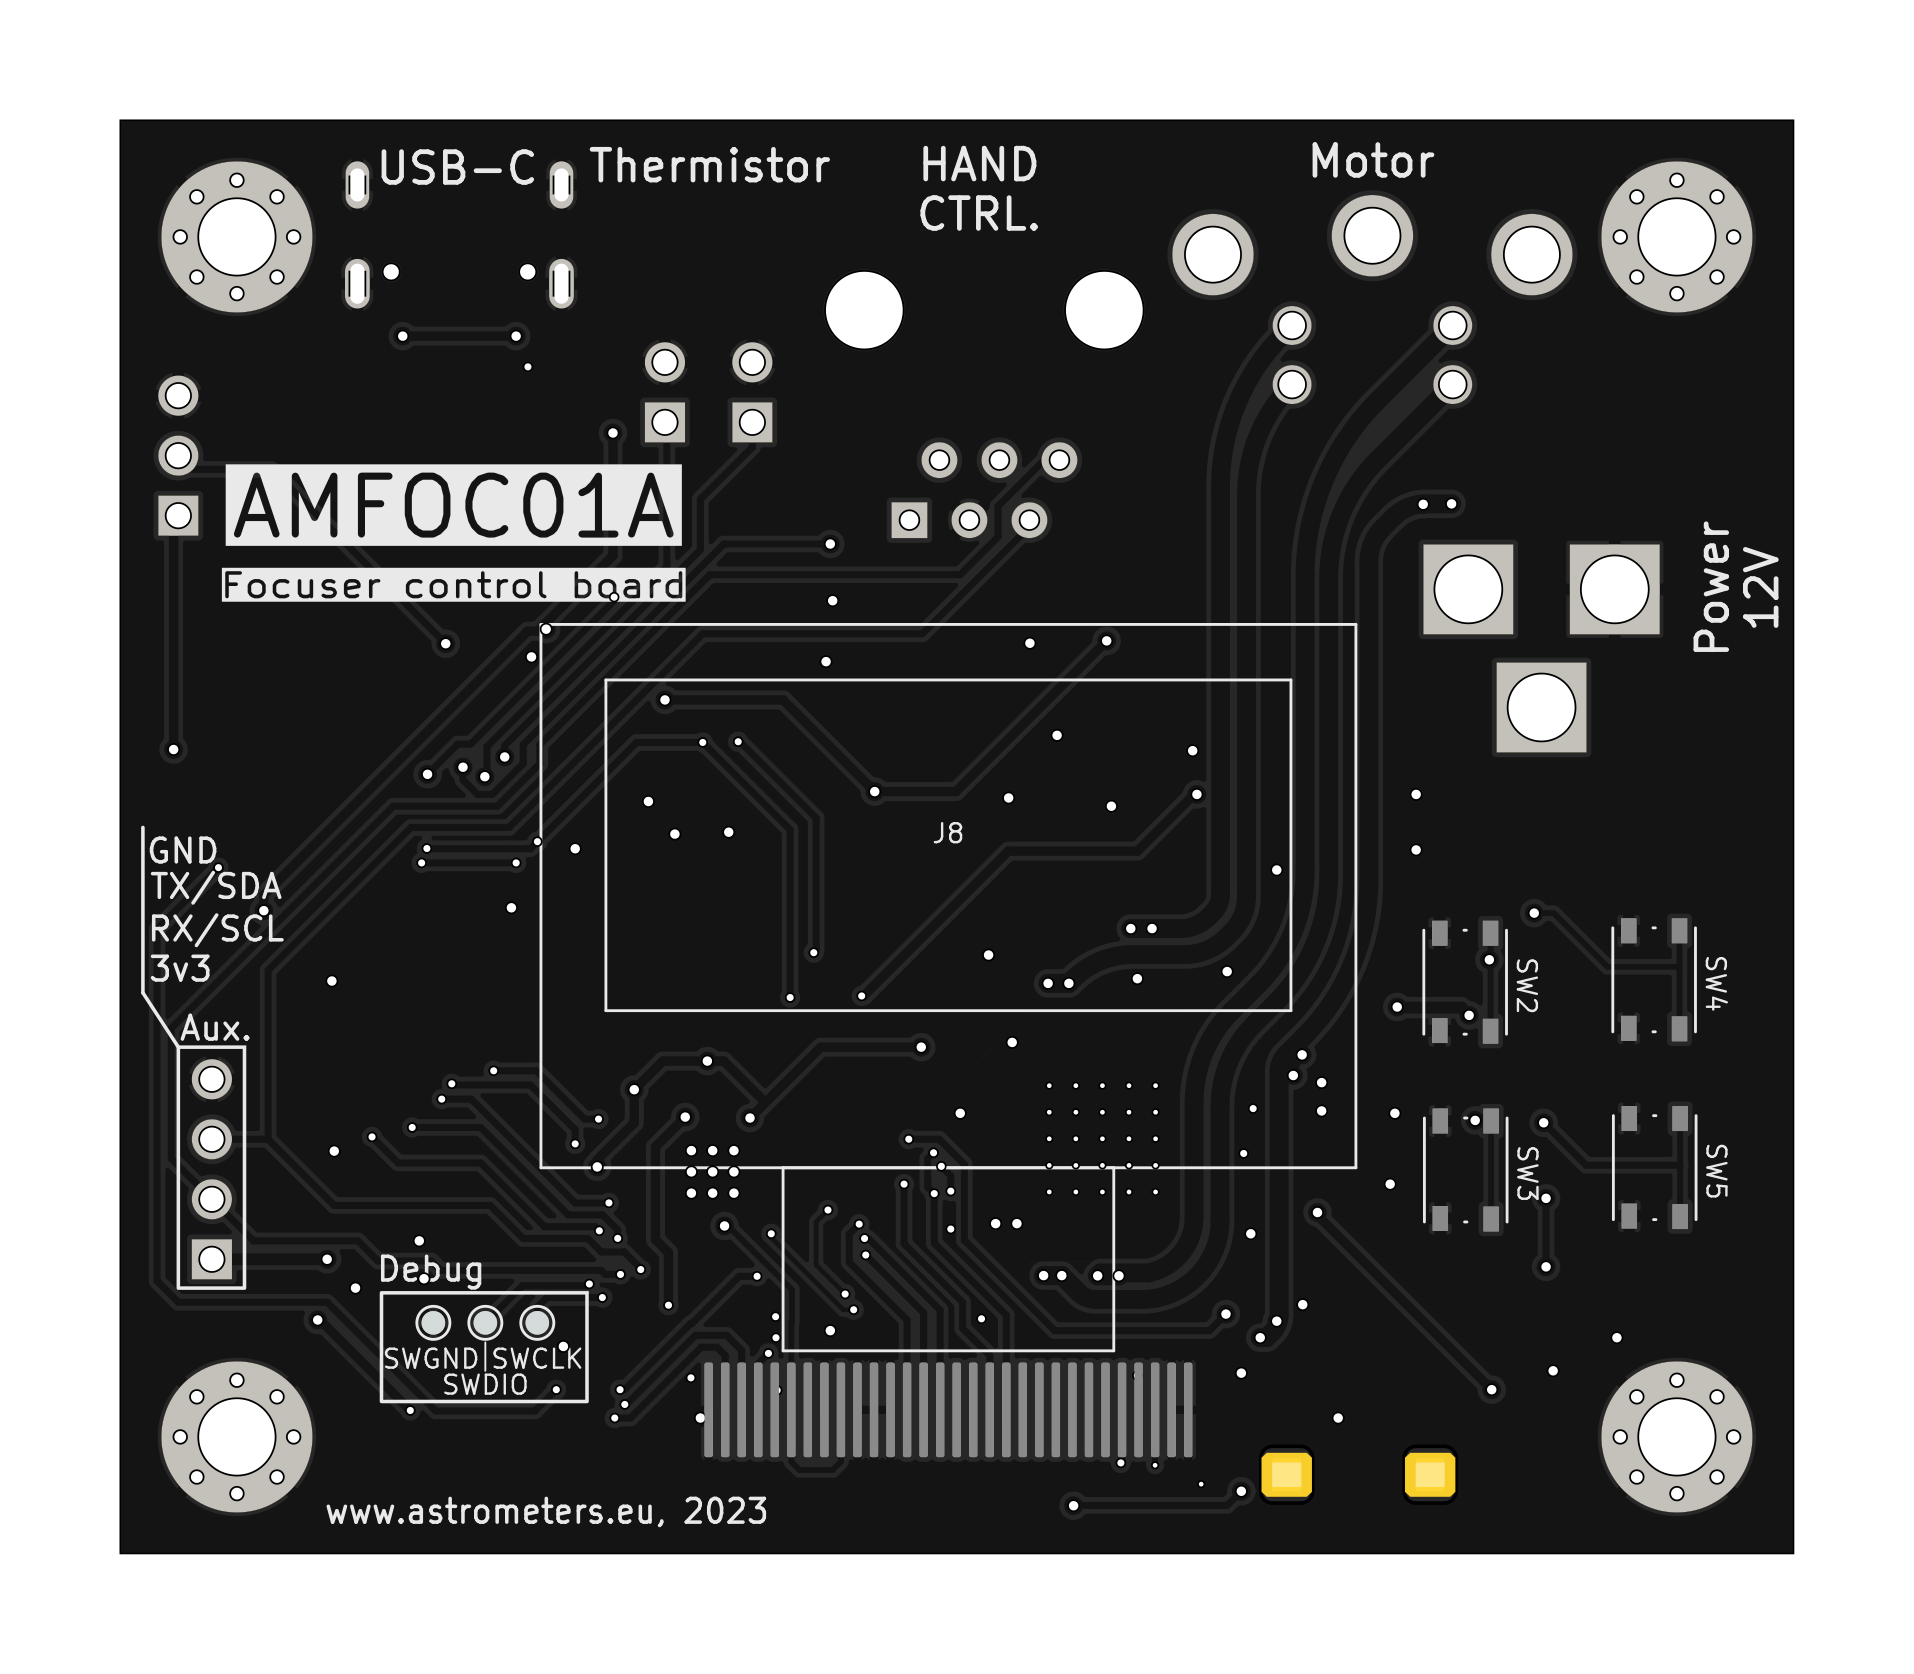 USB-C
Thermistor
HAND
CTRL.
Motor
AMFOC01A
Focuser control board
Power
12V
J8
GND
TX/SDA
RX/SCL
3v3
Aux.
SW2
SW4
SW3
SW5
Debug
SWGND|SWCLK
SWDIO
www.astrometers.eu, 2023